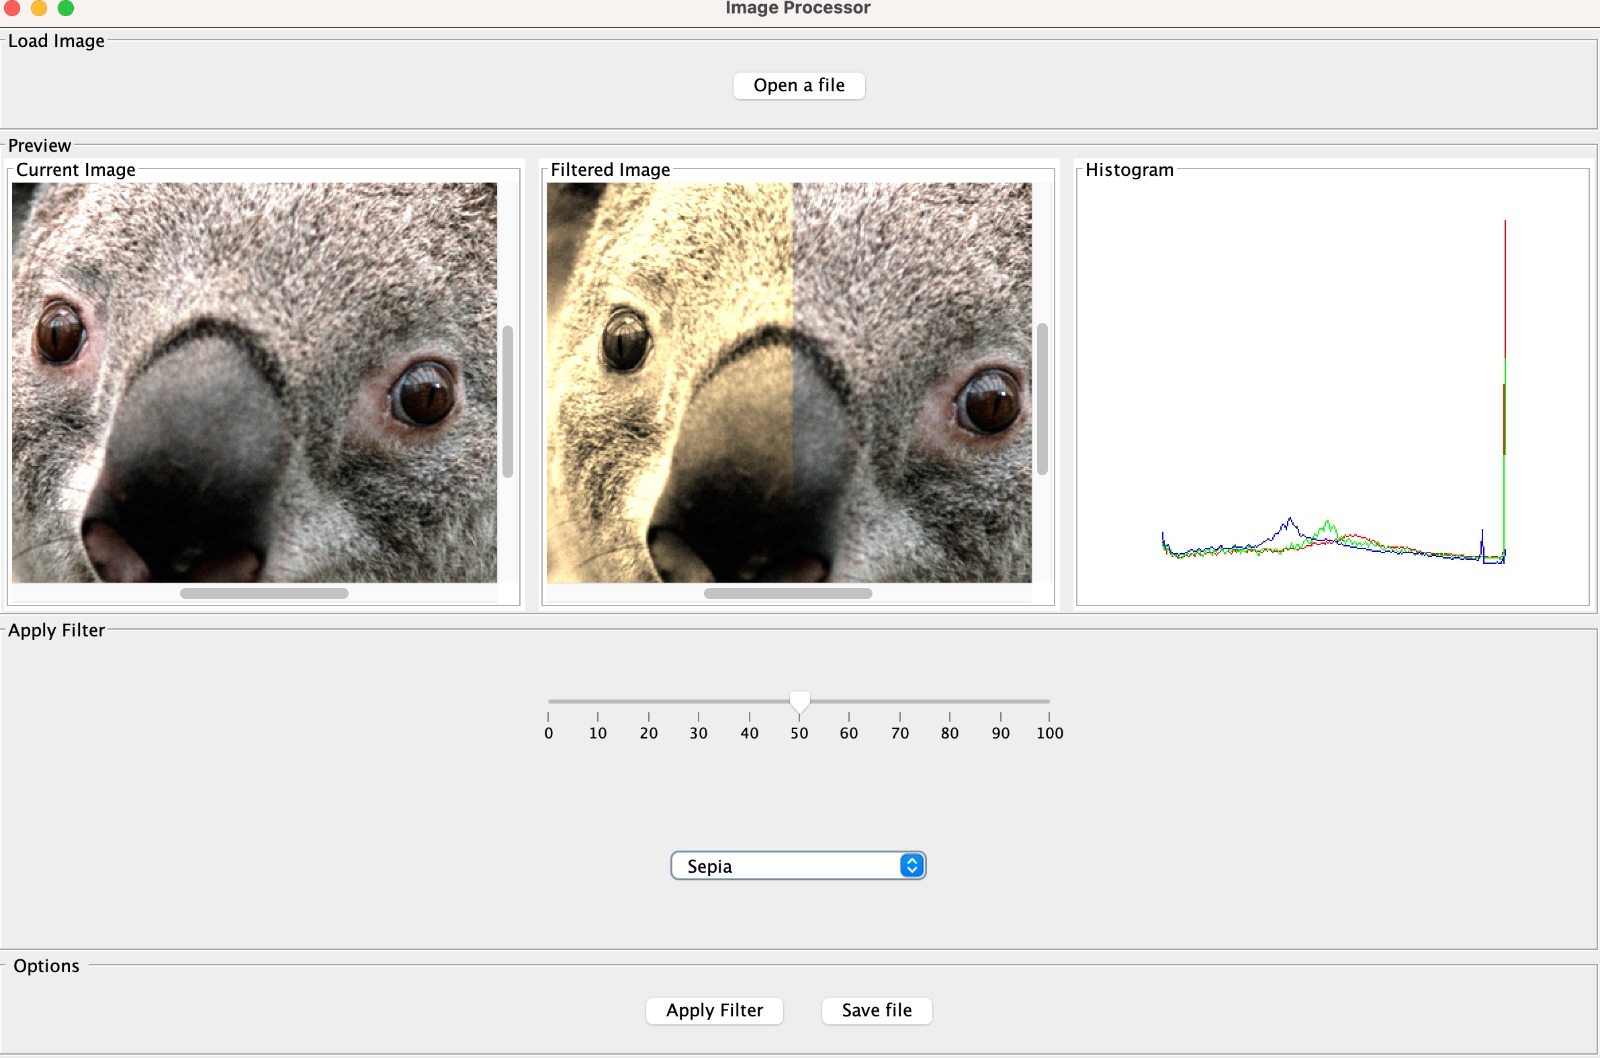 Image Processor
Load Image
Open a file
Preview
Current Image
Filtered Image
Histogram
Apply Filter
0 10 20 30 40 50 60 70 80 90 100
Sepia
Options
Apply Filter
Save file